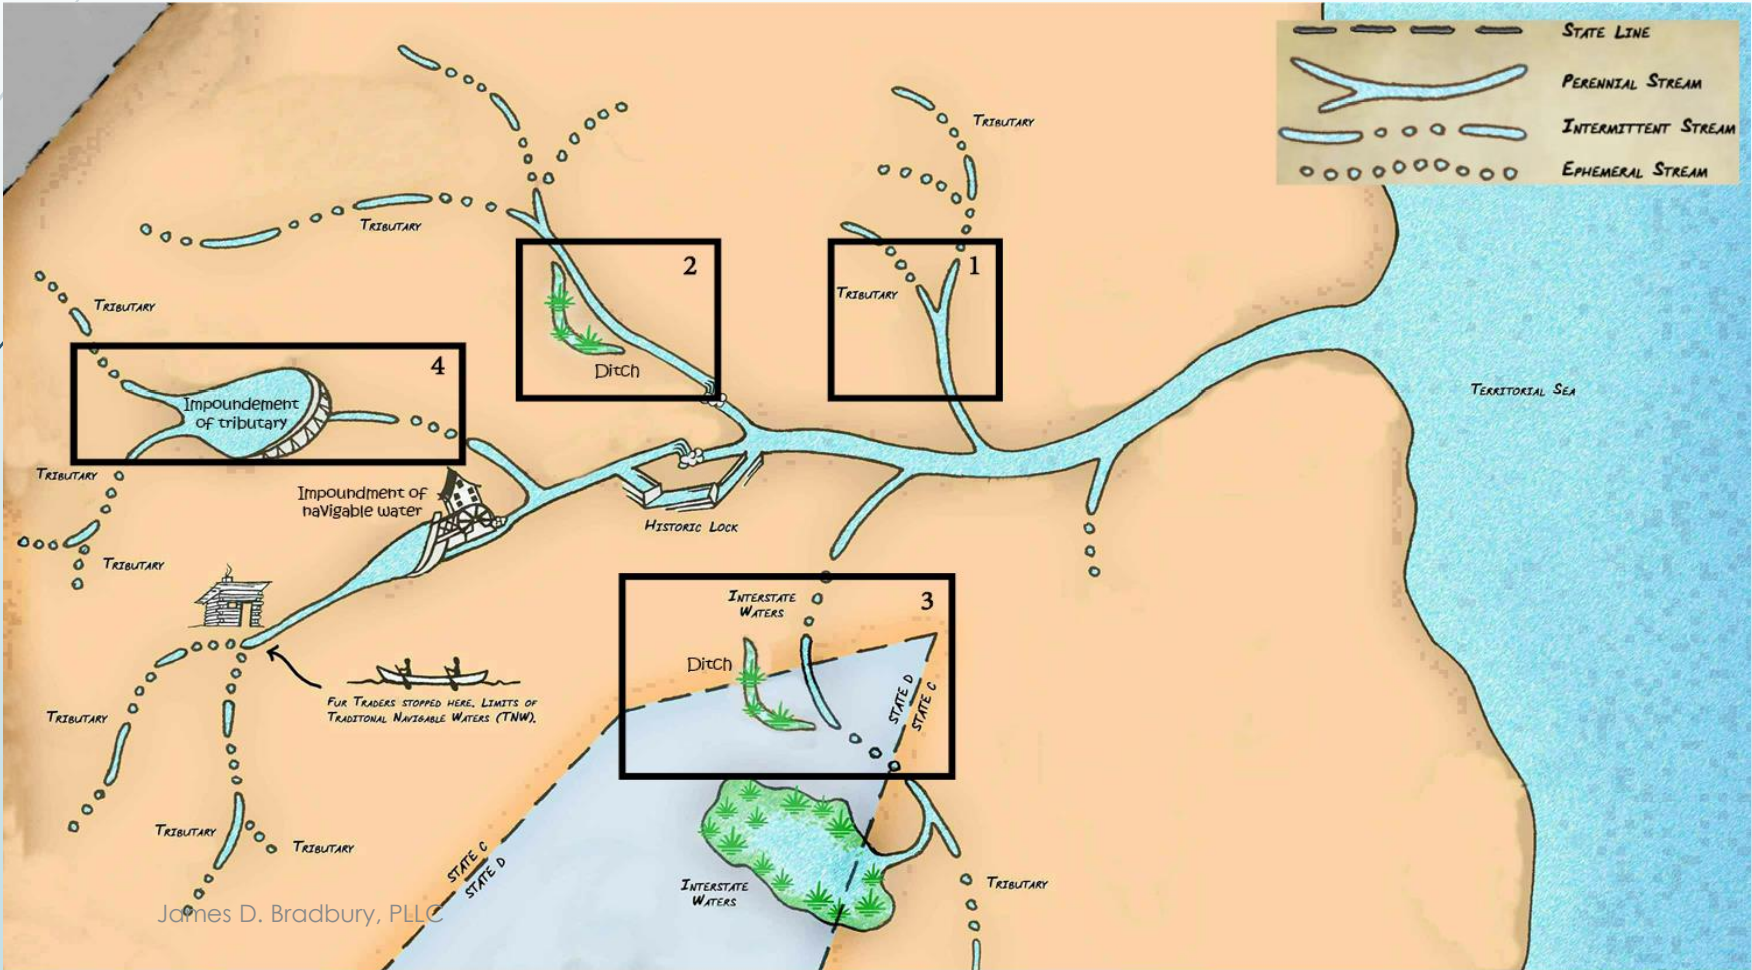 STATE LINE
PERENNIAL STREAM
INTERMITTENT STREAM
EPHEMERAL STREAM
TRIBUTARY
TRIBUTARY
2
1
TRIBUTARY
TRIBUTARY
4
Ditch
Impoundement
of tributary
TERRITORIAL SEA
TRIBUTARY
Impoundment of
navigable water
HISTORIC LOCK
TRIBUTARY
INTERSTATE
WATERS
3
Ditch
STATE D
STATE C
FUR TRADERS STOPPED HERE. LIMITS OF
TRADITONAL NAVIGABLE WATERS (TNW).
TRIBUTARY
TRIBUTARY
TRIBUTARY
STATE C
STATE D
INTERSTATE
WATERS
TRIBUTARY
James D. Bradbury, PLLC